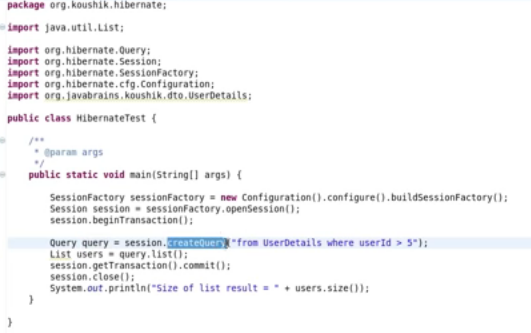 package org.koushik.hibernate;
import java.util.List;
import org.hibernate.Query;
import org.hibernate.Session;
import org.hibernate.SessionFactory;
import org.hibernate.cfg.Configuration;
import org.javabrains.koushik.dto.UserDetails;
public class HibernateTest {
/**
* @param args
*/
public static void main(String[] args) {
SessionFactory sessionFactory = new Configuration().configure().buildSessionFactory();
Session session = sessionFactory.openSession();
session.beginTransaction();
Query query = session.createQuery("from UserDetails where userId > 5");
List users = query.list();
session.getTransaction().commit();
session.close();
System.out.println("Size of list result = " + users.size());
}
}